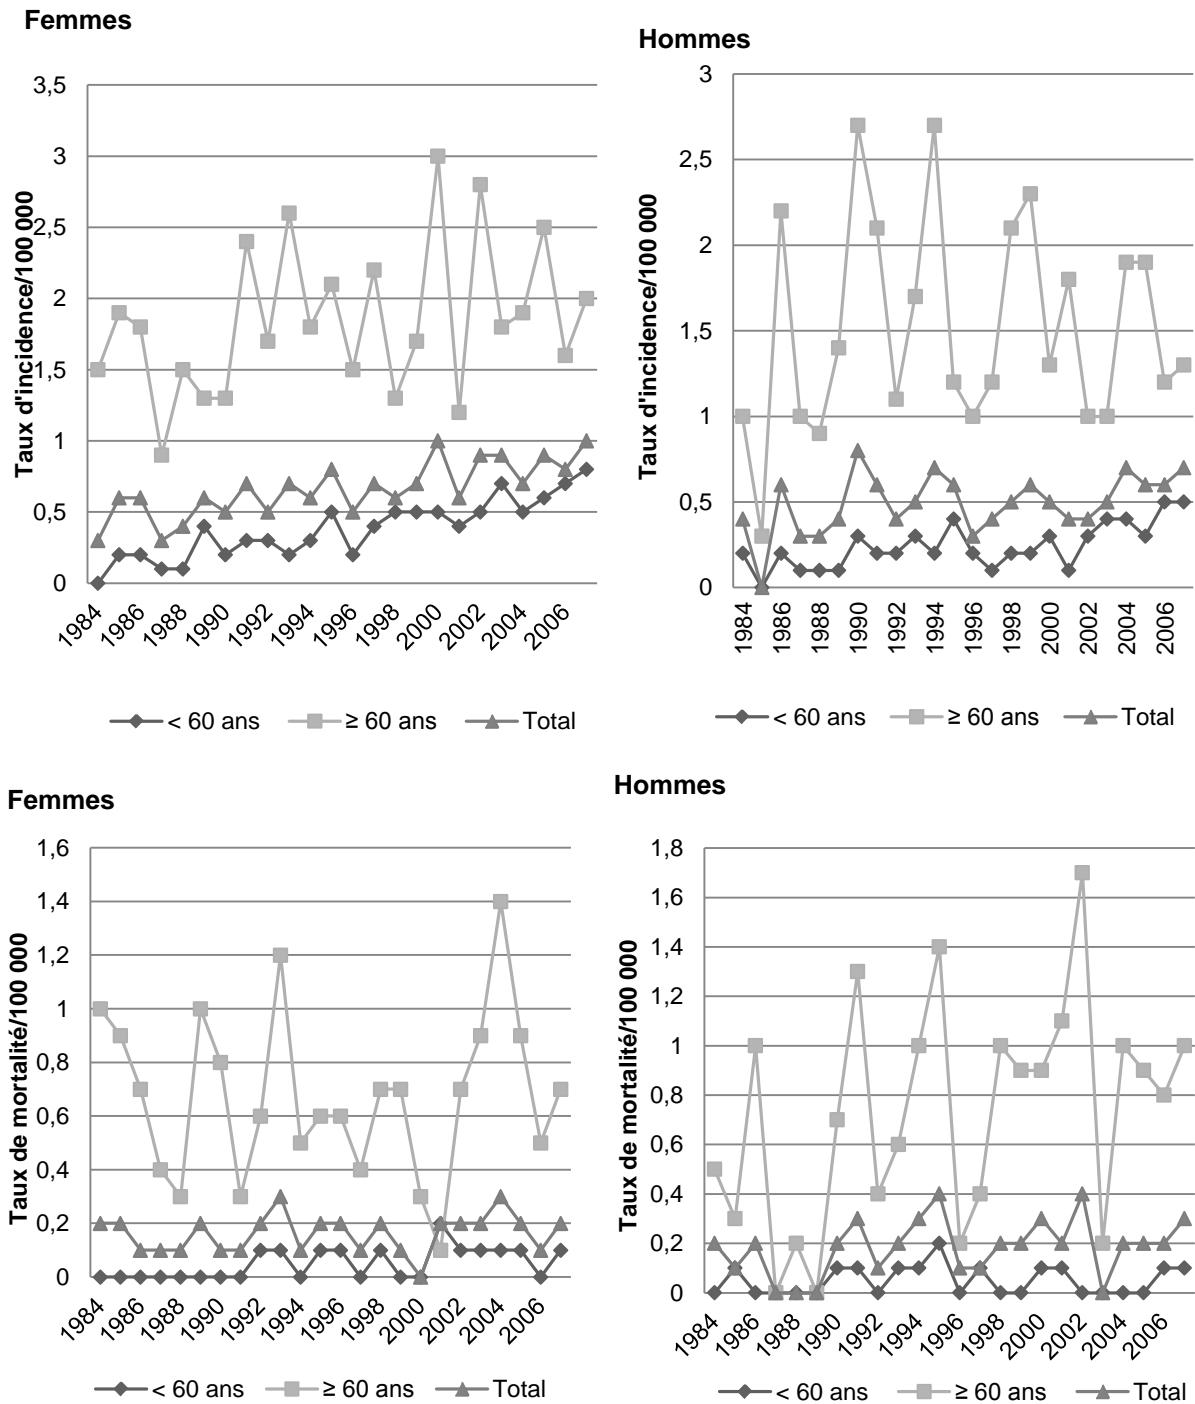 Femmes
Taux d'incidence/100 000
3,5
3
2,5
2
1,5
1
0,5
0
1984 1986 1988 1990 1992 1994 1996 1998 2000 2002 2004 2006
< 60 ans ≥ 60 ans Total
Hommes
Taux d'incidence/100 000
3
2,5
2
1,5
1
0,5
0
1984 1986 1988 1990 1992 1994 1996 1998 2000 2002 2004 2006
< 60 ans ≥ 60 ans Total
Femmes
Taux de mortalité/100 000
1,6
1,4
1,2
1
0,8
0,6
0,4
0,2
0
1984 1986 1988 1990 1992 1994 1996 1998 2000 2002 2004 2006
< 60 ans ≥ 60 ans Total
Hommes
Taux de mortalité/100 000
1,8
1,6
1,4
1,2
1
0,8
0,6
0,4
0,2
0
1984 1986 1988 1990 1992 1994 1996 1998 2000 2002 2004 2006
< 60 ans ≥ 60 ans Total